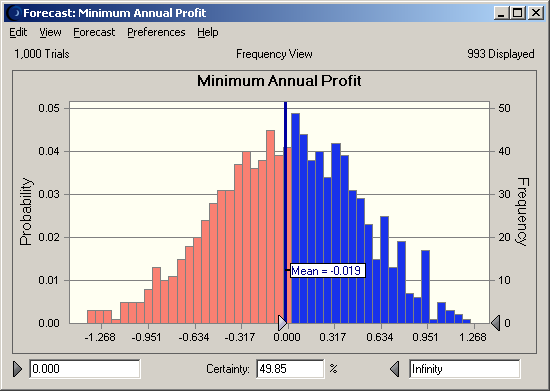 Forecast: Minimum Annual Profit
Edit View Forecast Preferences Help
1,000 Trials Frequency View 993 Displayed
Minimum Annual Profit
0.05 50
0.04 40
0.03 30
0.02 20
0.01 10
0.00 0
Probability
Frequency
Mean = -0.019
-1.268 -0.951 -0.634 -0.317 0.000 0.317 0.634 0.951 1.268
0.000 Certainty: 49.85 % Infinity